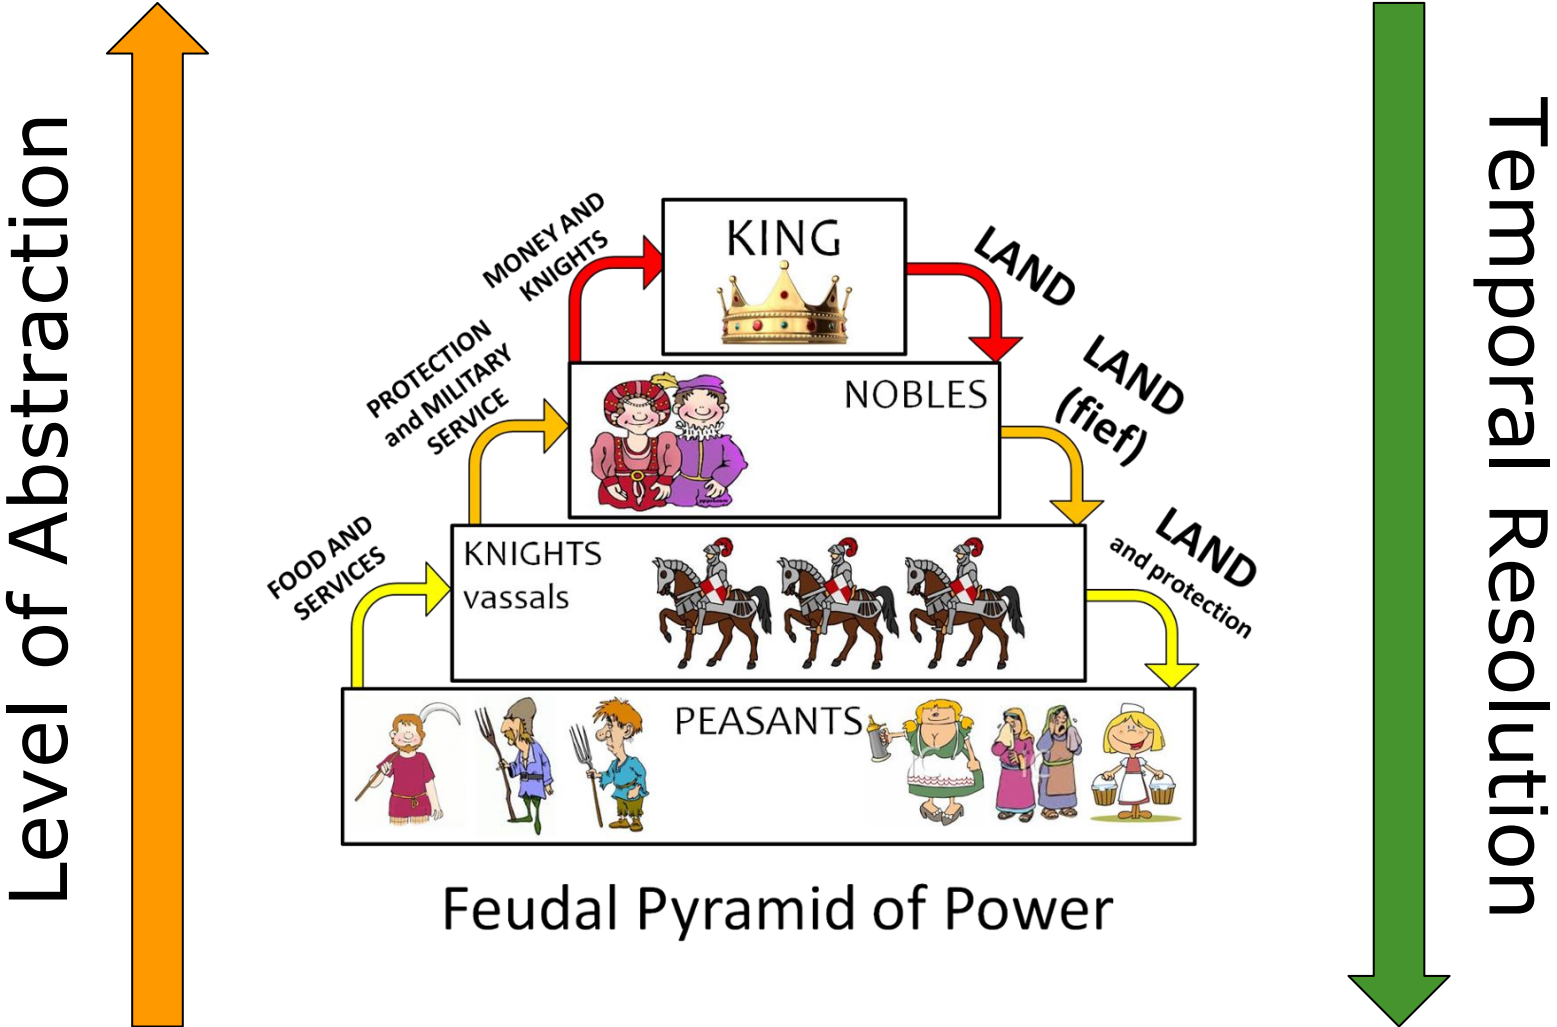 Level of Abstraction
Temporal Resolution
MONEY AND
KNIGHTS
KING
LAND
PROTECTION
and MILITARY
SERVICE
NOBLES
LAND
(fief)
FOOD AND
SERVICES
KNIGHTS
vassals
LAND
and protection
PEASANTS
Feudal Pyramid of Power